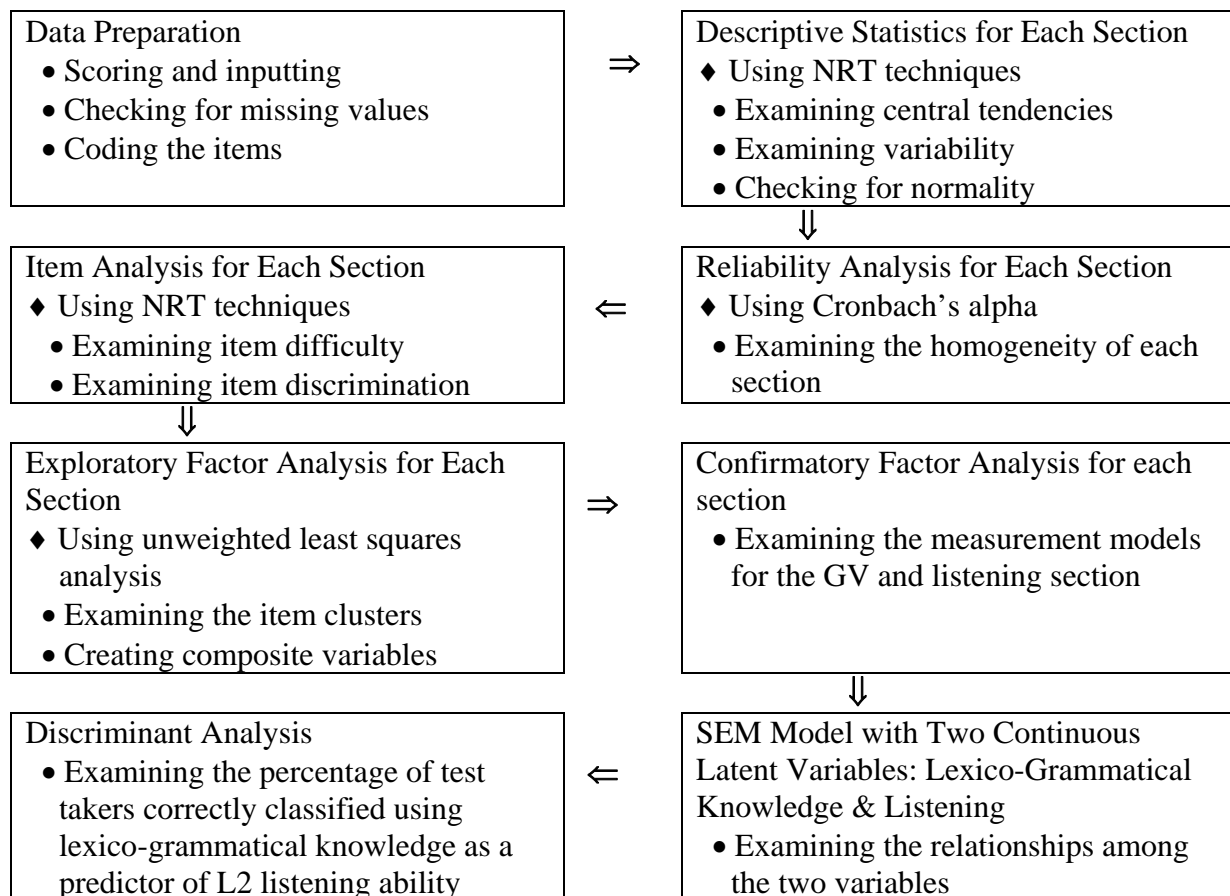 Data Preparation
• Scoring and inputting
• Checking for missing values
• Coding the items
⇒
Descriptive Statistics for Each Section
♦ Using NRT techniques
• Examining central tendencies
• Examining variability
• Checking for normality
⇓
Reliability Analysis for Each Section
♦ Using Cronbach’s alpha
• Examining the homogeneity of each
section
⇐
Item Analysis for Each Section
♦ Using NRT techniques
• Examining item difficulty
• Examining item discrimination
⇓
Exploratory Factor Analysis for Each
Section
♦ Using unweighted least squares
analysis
• Examining the item clusters
• Creating composite variables
⇒
Confirmatory Factor Analysis for each
section
• Examining the measurement models
for the GV and listening section
⇓
SEM Model with Two Continuous
Latent Variables: Lexico-Grammatical
Knowledge & Listening
• Examining the relationships among
the two variables
⇐
Discriminant Analysis
• Examining the percentage of test
takers correctly classified using
lexico-grammatical knowledge as a
predictor of L2 listening ability